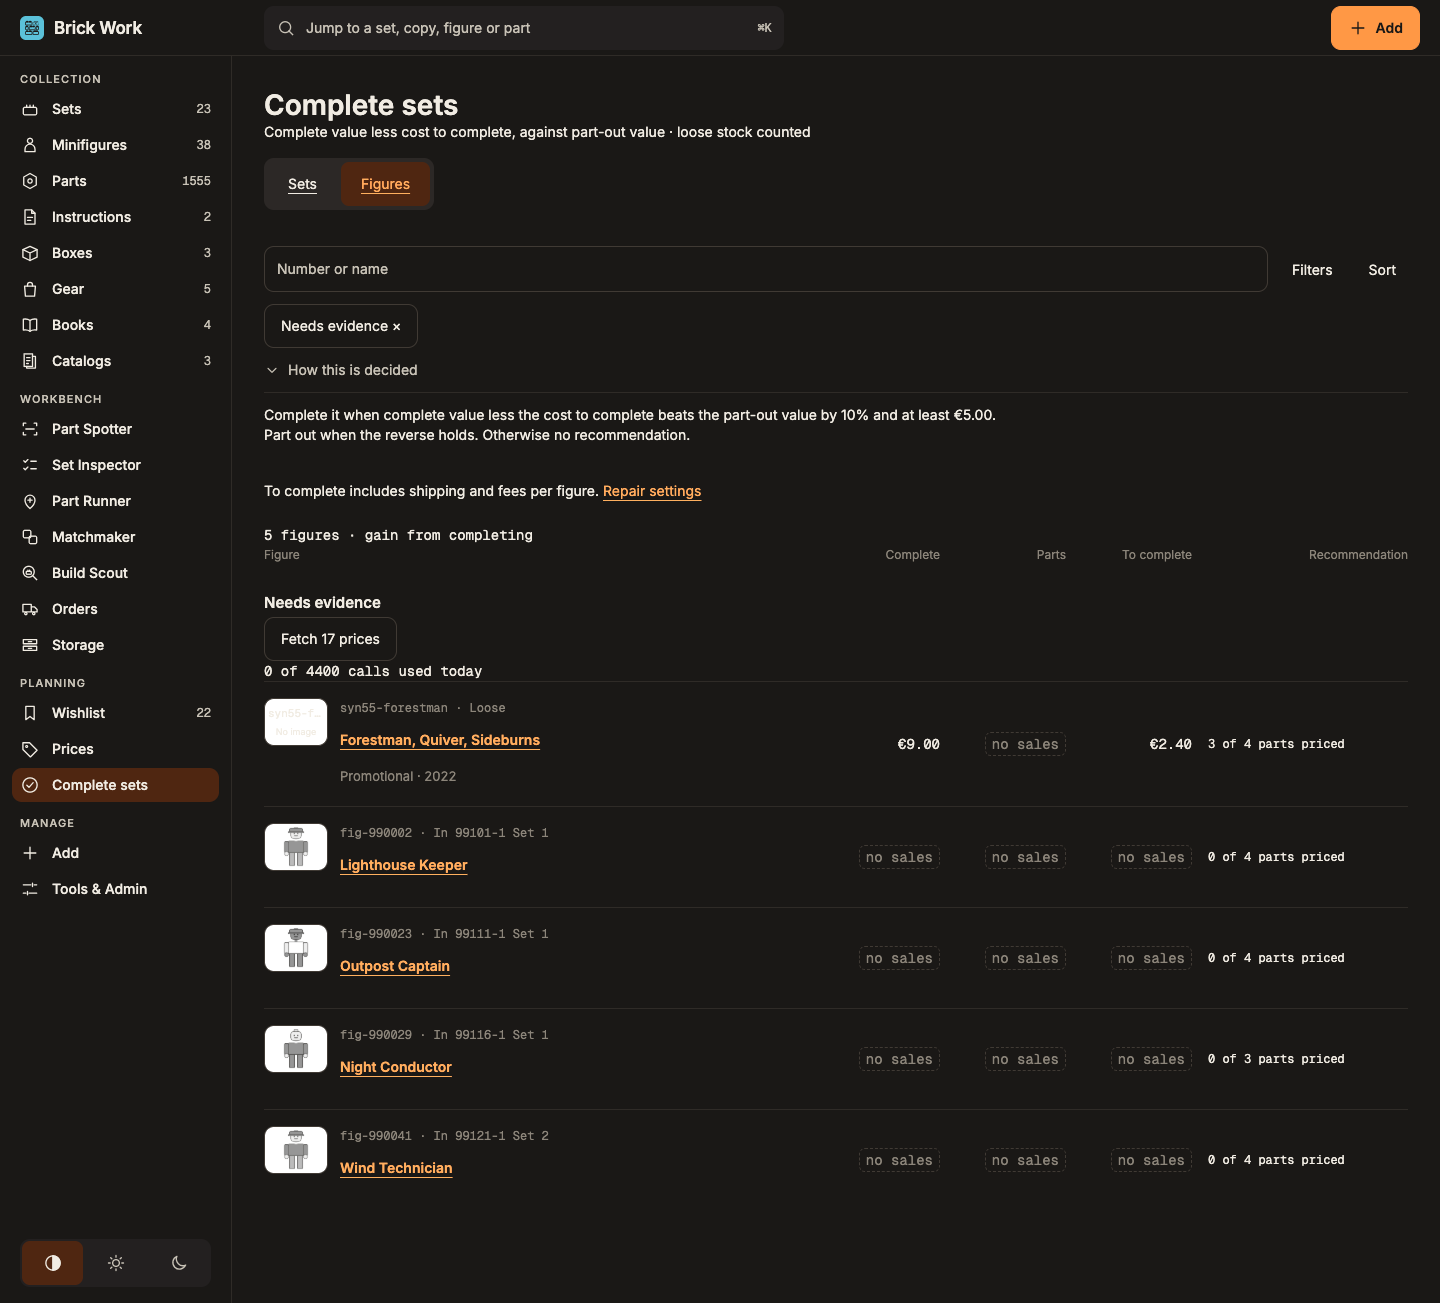 Brick Work
Jump to a set, copy, figure or part
⌘K
Add
COLLECTION
Sets 23
Minifigures 38
Parts 1555
Instructions 2
Boxes 3
Gear 5
Books 4
Catalogs 3
WORKBENCH
Part Spotter
Set Inspector
Part Runner
Matchmaker
Build Scout
Orders
Storage
PLANNING
Wishlist 22
Prices
Complete sets
MANAGE
Add
Tools & Admin
Complete sets
Complete value less cost to complete, against part-out value · loose stock counted
Sets Figures
Number or name
Filters Sort
Needs evidence ×
How this is decided
Complete it when complete value less the cost to complete beats the part-out value by 10% and at least €5.00.
Part out when the reverse holds. Otherwise no recommendation.
To complete includes shipping and fees per figure. Repair settings
5 figures · gain from completing
Figure Complete Parts To complete Recommendation
Needs evidence
Fetch 17 prices
0 of 4400 calls used today
syn55-f…
No image
syn55-forestman · Loose
Forestman, Quiver, Sideburns
Promotional · 2022
€9.00 no sales €2.40 3 of 4 parts priced
fig-990002 · In 99101-1 Set 1
Lighthouse Keeper
no sales no sales no sales 0 of 4 parts priced
fig-990023 · In 99111-1 Set 1
Outpost Captain
no sales no sales no sales 0 of 4 parts priced
fig-990029 · In 99116-1 Set 1
Night Conductor
no sales no sales no sales 0 of 3 parts priced
fig-990041 · In 99121-1 Set 2
Wind Technician
no sales no sales no sales 0 of 4 parts priced